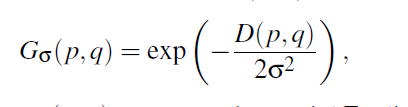 Gσ(p,q) = exp(−D(p,q)/2σ²),